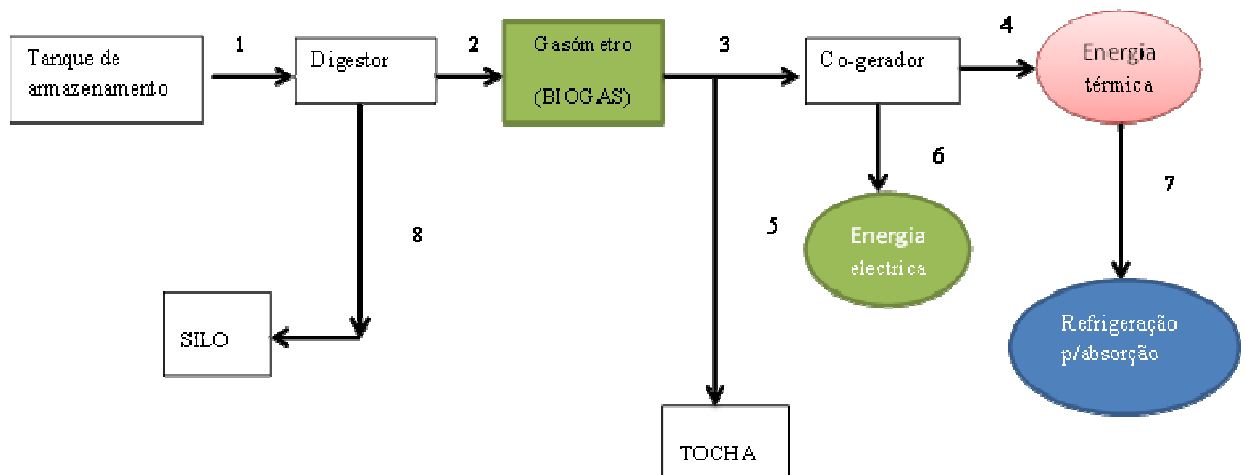 1
2
3
4
Tanque de
armazenamento
Digestor
Gasómetro
(BIOGAS)
Co-gerador
Energia
térmica
6
7
8
5
Energia
electrica
SILO
Refrigeração
p/absorção
TOCHA